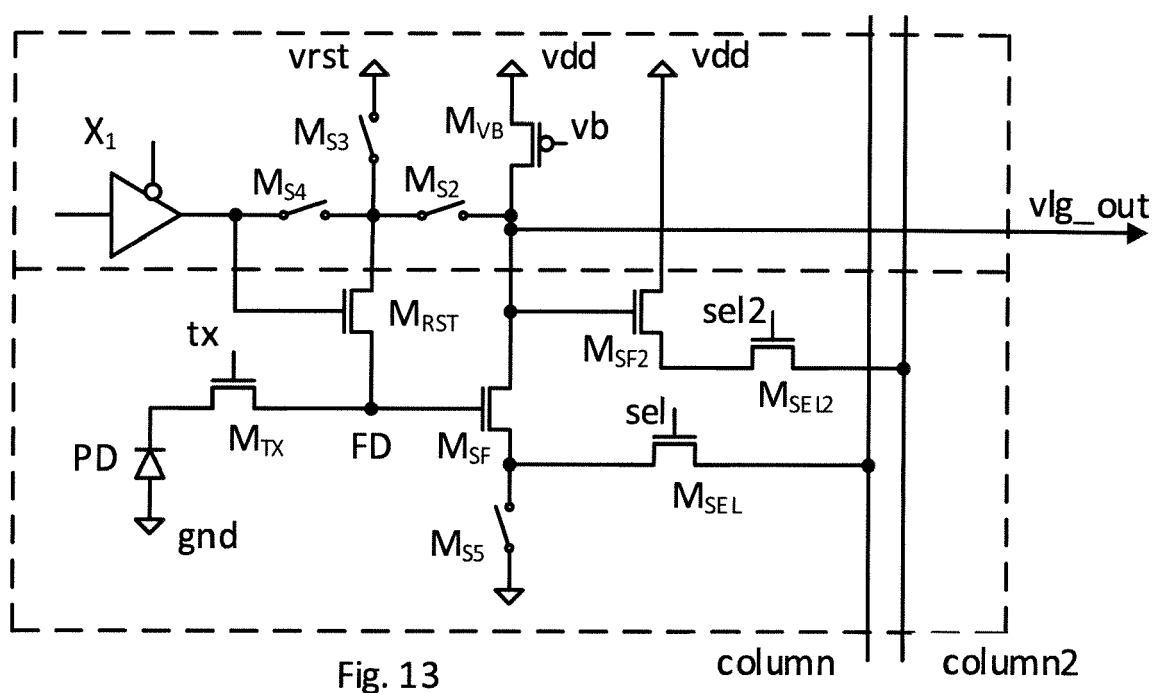 vrst
vdd
vdd
X1
MS3
MVB
vb
MS4
MS2
vlg_out
MRST
tx
MSF2
sel2
MSEL2
sel
PD
MTX
FD
MSF
MSEL
gnd
MS5
column
column2
Fig. 13